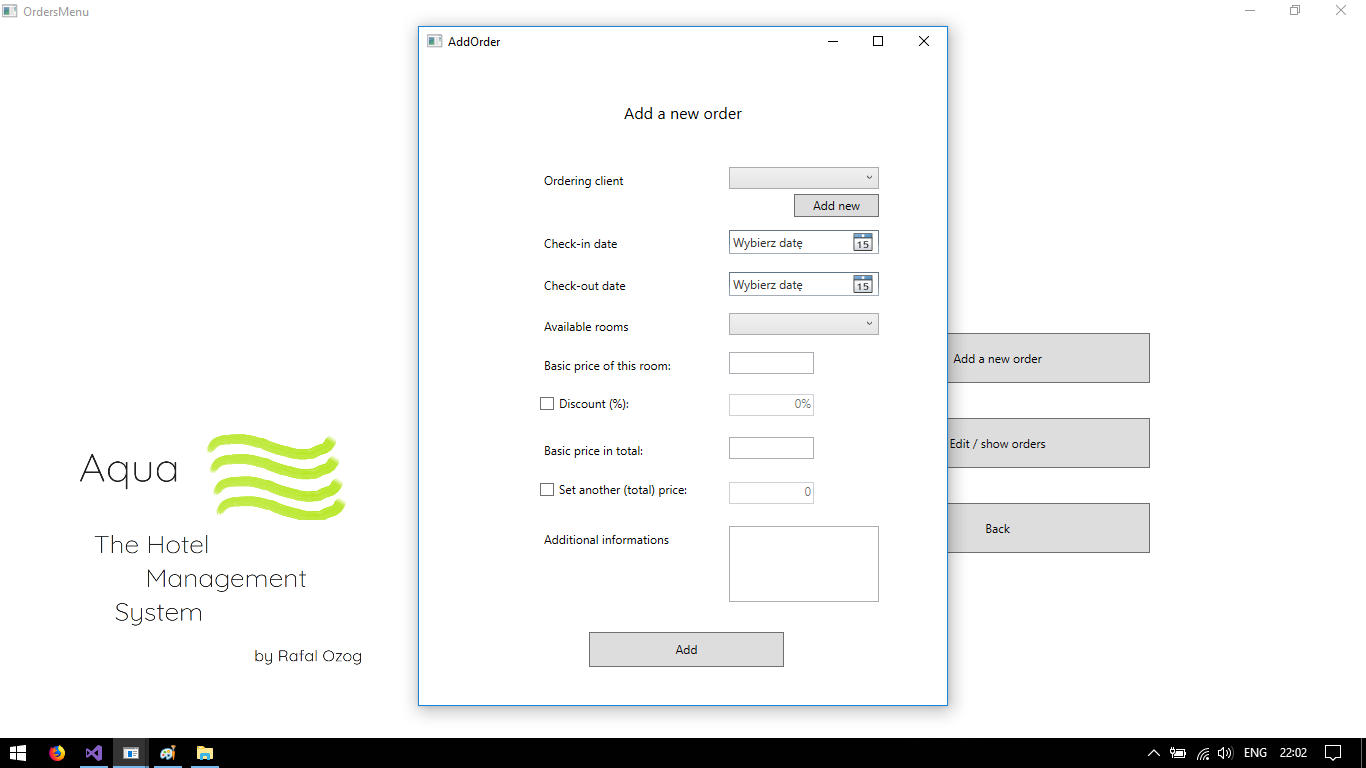 OrdersMenu
AddOrder
Add a new order
Ordering client
Add new
Check-in date
Wybierz datę
15
Check-out date
Wybierz datę
15
Available rooms
Basic price of this room:
Discount (%):
0%
Basic price in total:
Set another (total) price:
0
Additional informations
Add
Add a new order
Edit / show orders
Back
Aqua
The Hotel
Management
System
by Rafal Ozog
ENG
22:02